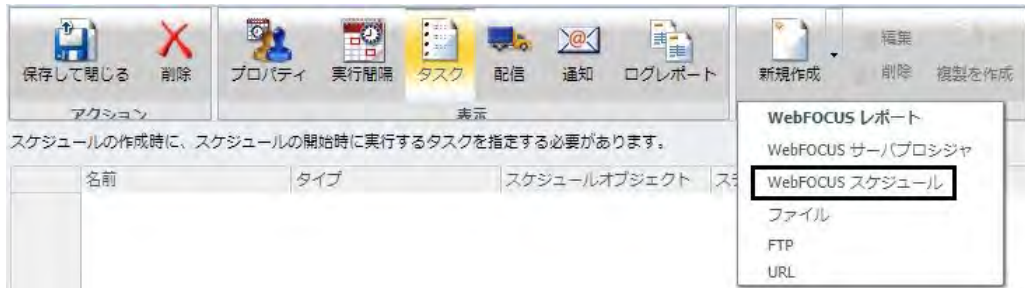 保存して閉じる 削除 プロパティ 実行間隔 タスク 配信 通知 ログレポート 新規作成 編集
削除 複製を作成
アクション 表示
スケジュールの作成時に、スケジュールの開始時に実行するタスクを指定する必要があります。
名前 タイプ スケジュールオブジェクト
WebFOCUS レポート
WebFOCUS サーバプロシジャ
WebFOCUS スケジュール
ファイル
FTP
URL